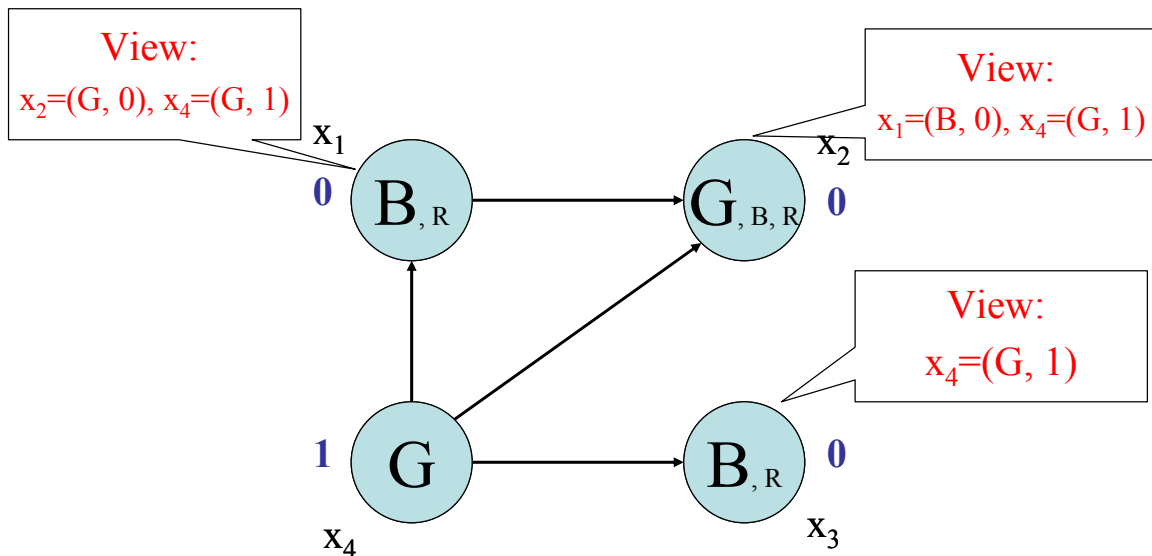 View:
x₂=(G, 0), x₄=(G, 1)
View:
x₁=(B, 0), x₄=(G, 1)
x₁
x₂
0
B, R
G, B, R
0
View:
x₄=(G, 1)
1
G
B, R
0
x₄
x₃